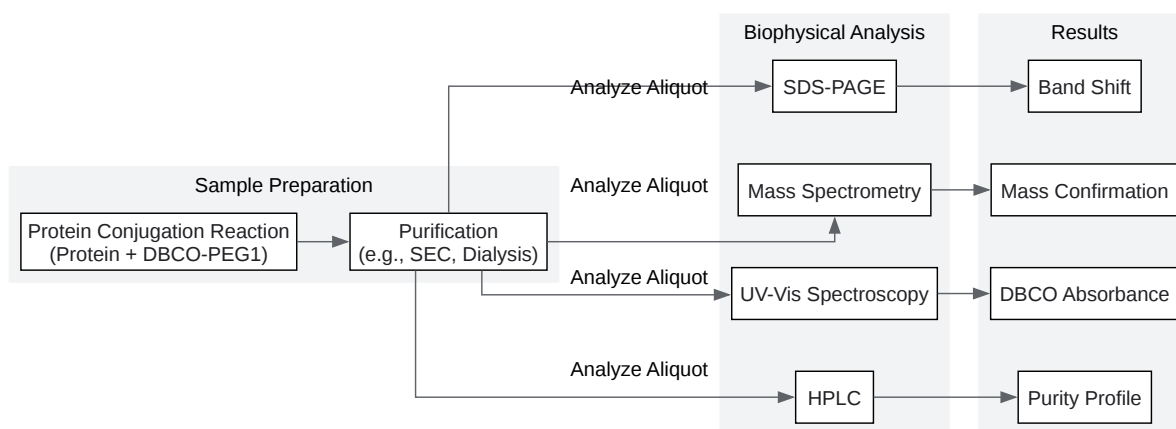 Biophysical Analysis
Results
Analyze Aliquot
SDS-PAGE
Band Shift
Sample Preparation
Analyze Aliquot
Mass Spectrometry
Mass Confirmation
Protein Conjugation Reaction
(Protein + DBCO-PEG1)
Purification
(e.g., SEC, Dialysis)
Analyze Aliquot
UV-Vis Spectroscopy
DBCO Absorbance
Analyze Aliquot
HPLC
Purity Profile